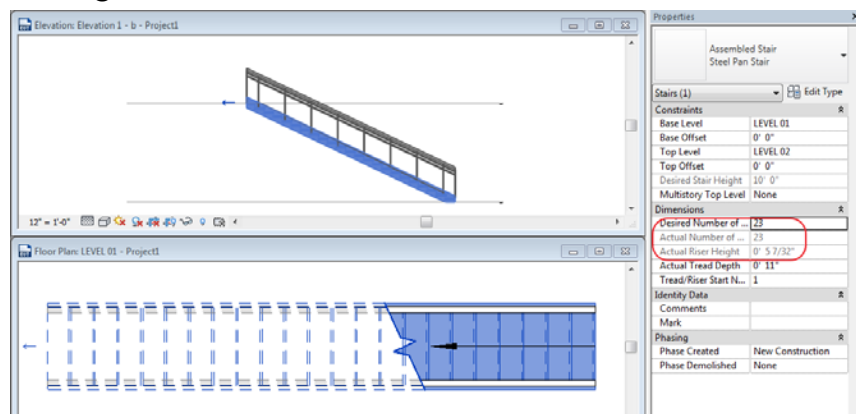 Elevation: Elevation 1 - b - Project1
12" = 1'-0"
Floor Plan: LEVEL 01 - Project1
Properties
Assembled Stair
Steel Pan Stair
Stairs (1)
Edit Type
Constraints
Base Level LEVEL 01
Base Offset 0' 0"
Top Level LEVEL 02
Top Offset 0' 0"
Desired Stair Height 10' 0"
Multistory Top Level None
Dimensions
Desired Number of ... 23
Actual Number of ... 23
Actual Riser Height 0' 5 7/32"
Actual Tread Depth 0' 11"
Tread/Riser Start N... 1
Identity Data
Comments
Mark
Phasing
Phase Created New Construction
Phase Demolished None